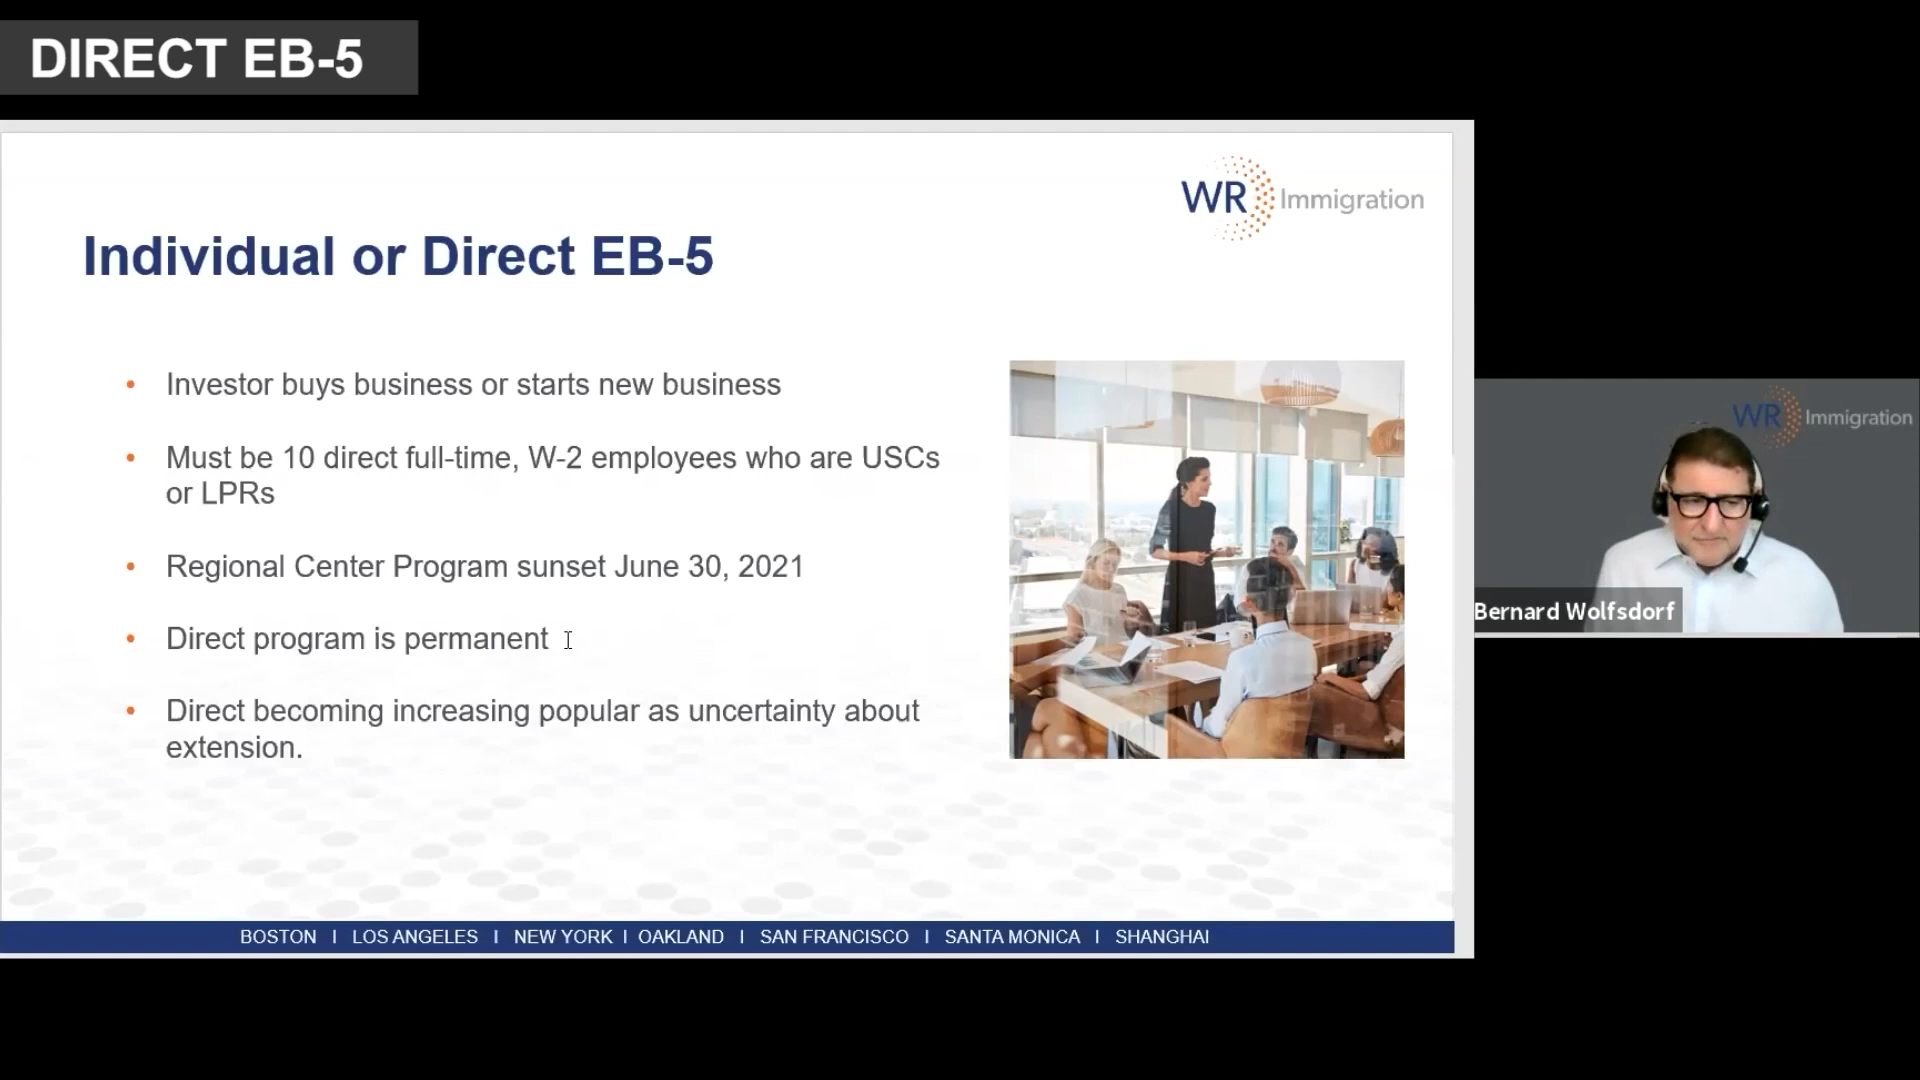 DIRECT EB-5
WR Immigration
Individual or Direct EB-5
• Investor buys business or starts new business
• Must be 10 direct full-time, W-2 employees who are USCs
or LPRs
• Regional Center Program sunset June 30, 2021
• Direct program is permanent
• Direct becoming increasing popular as uncertainty about
extension.
WR Immigration
Bernard Wolfsdorf
BOSTON I LOS ANGELES I NEW YORK I OAKLAND I SAN FRANCISCO I SANTA MONICA I SHANGHAI